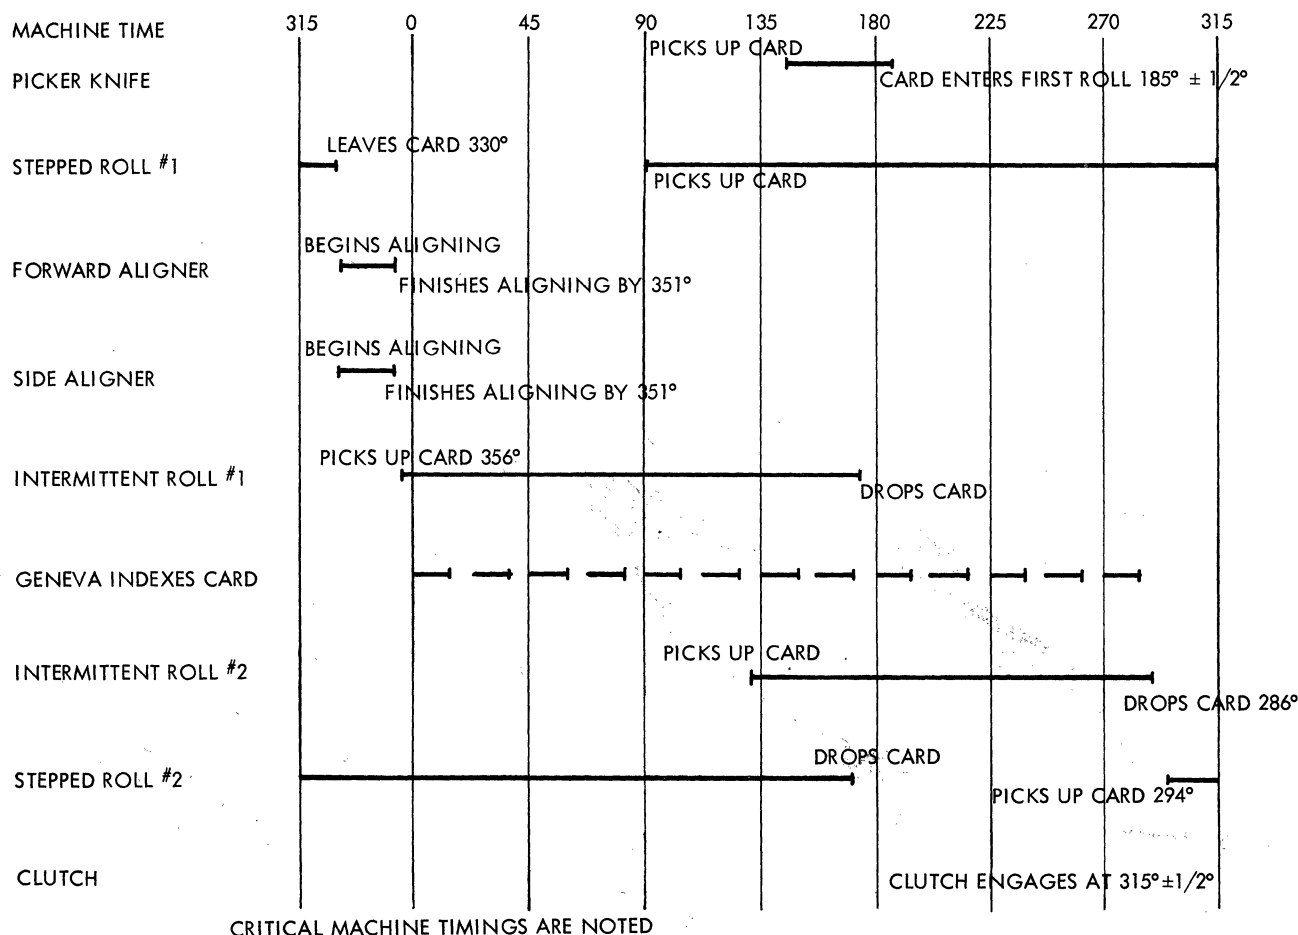 MACHINE TIME 315 0 45 90 135 180 225 270 315
PICKS UP CARD
PICKER KNIFE CARD ENTERS FIRST ROLL 185° ± 1/2°
LEAVES CARD 330°
STEPPED ROLL #1
PICKS UP CARD
BEGINS ALIGNING
FORWARD ALIGNER
FINISHES ALIGNING BY 351°
BEGINS ALIGNING
SIDE ALIGNER
FINISHES ALIGNING BY 351°
PICKS UP CARD 356°
INTERMITTENT ROLL #1
DROPS CARD
GENEVA INDEXES CARD
PICKS UP CARD
INTERMITTENT ROLL #2
DROPS CARD 286°
DROPS CARD
STEPPED ROLL #2
PICKS UP CARD 294°
CLUTCH CLUTCH ENGAGES AT 315°±1/2°
CRITICAL MACHINE TIMINGS ARE NOTED